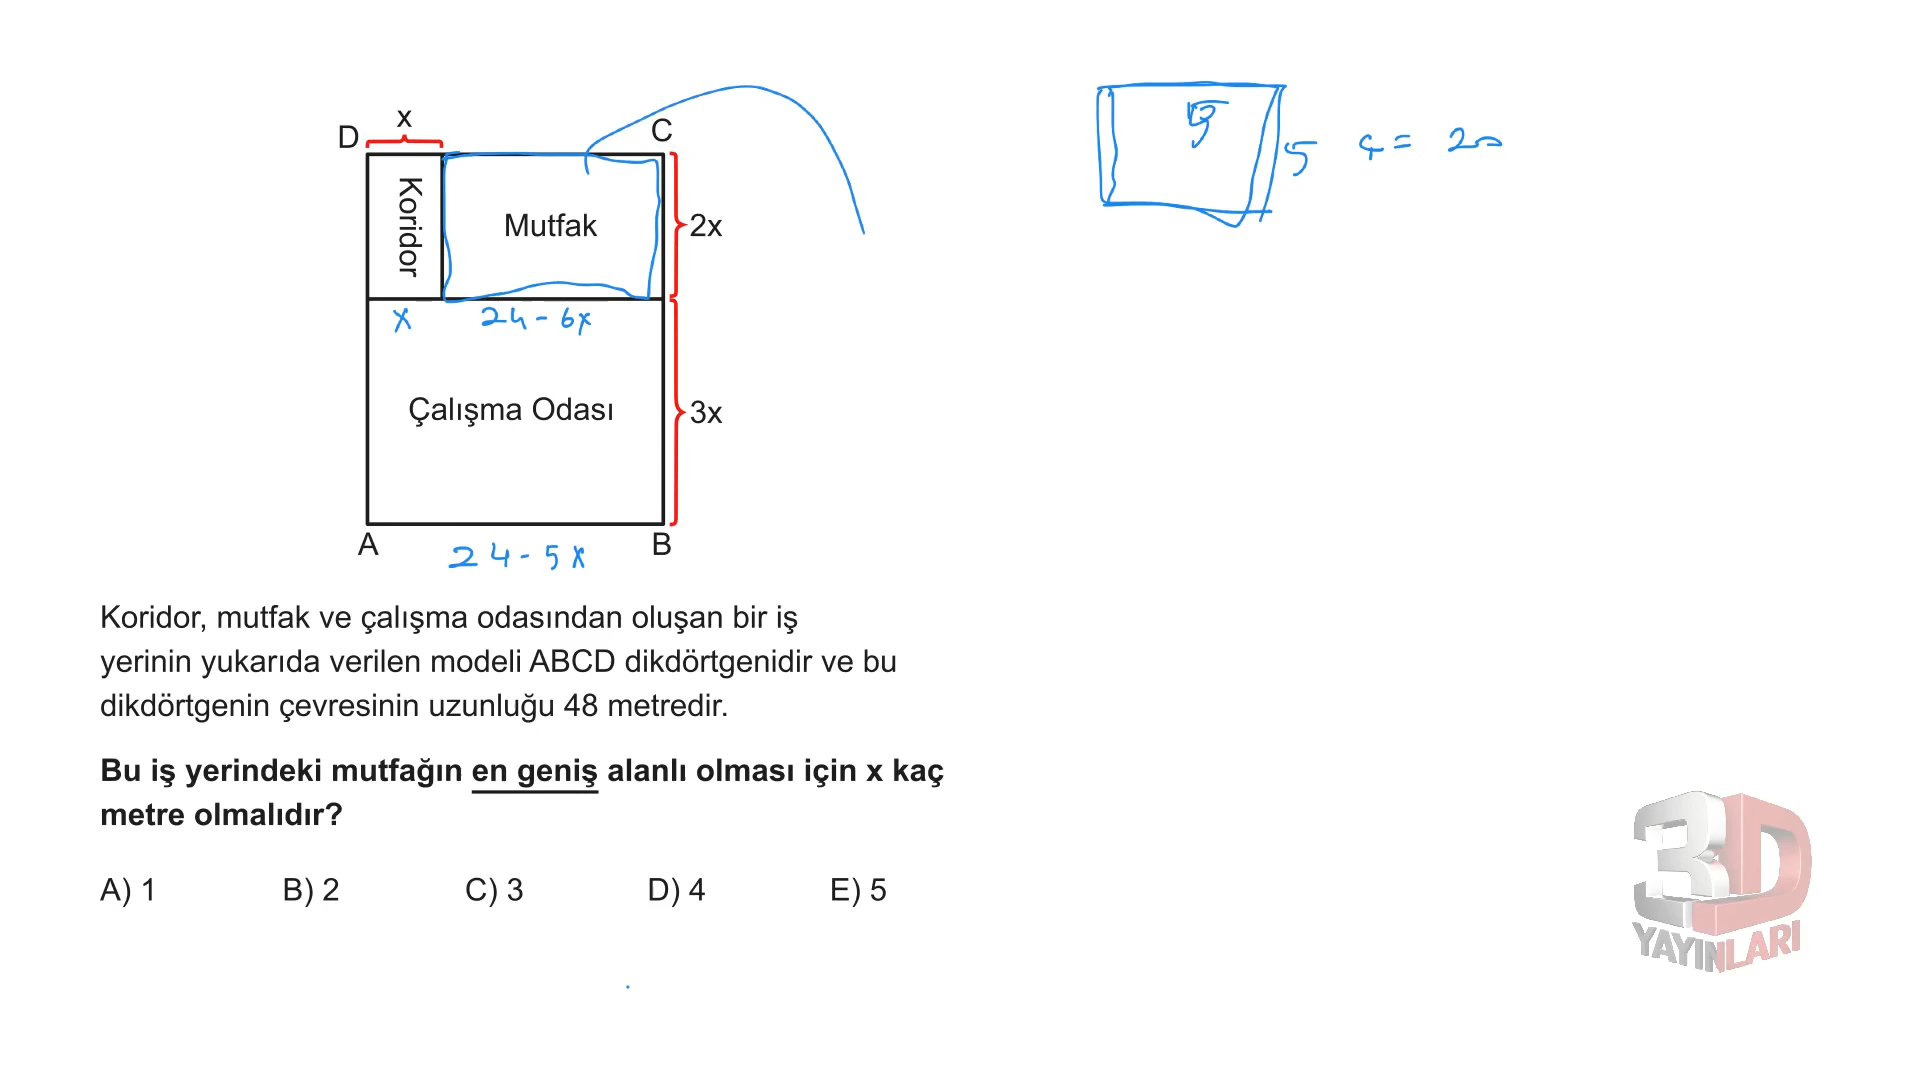 x
D
C
Koridor
Mutfak
2x
x
24 - 6x
Çalışma Odası
3x
A
B
24 - 5x
5
Ç = 20
Koridor, mutfak ve çalışma odasından oluşan bir iş
yerinin yukarıda verilen modeli ABCD dikdörtgenidir ve bu
dikdörtgenin çevresinin uzunluğu 48 metredir.
Bu iş yerindeki mutfağın en geniş alanlı olması için x kaç
metre olmalıdır?
A) 1 B) 2 C) 3 D) 4 E) 5
3D
YAYINLARI